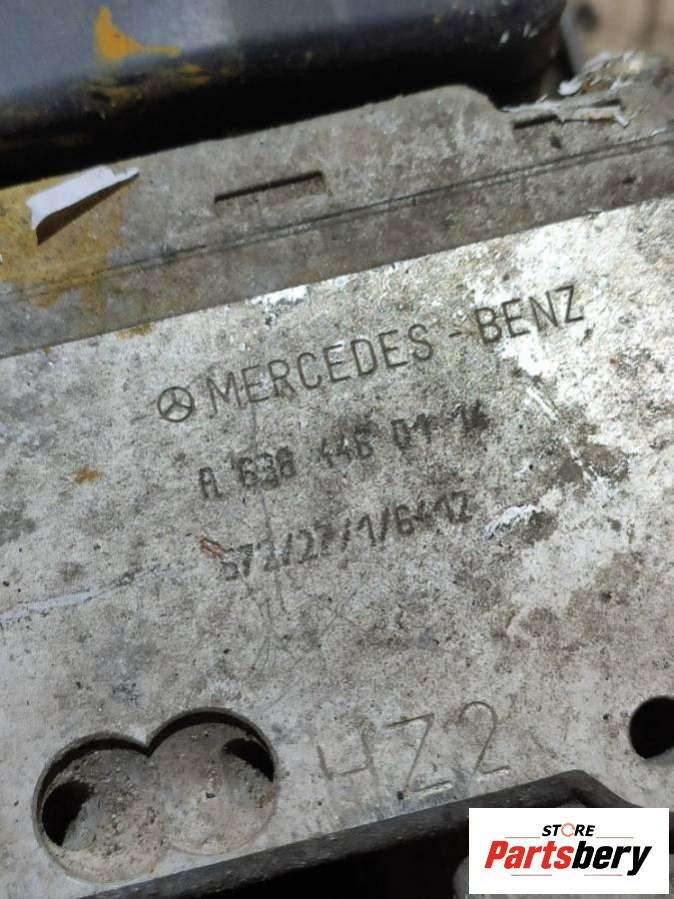 MERCEDES - BENZ
A 638 446 01 14
572/27/1/6412
HZ2
STORE
Partsbery